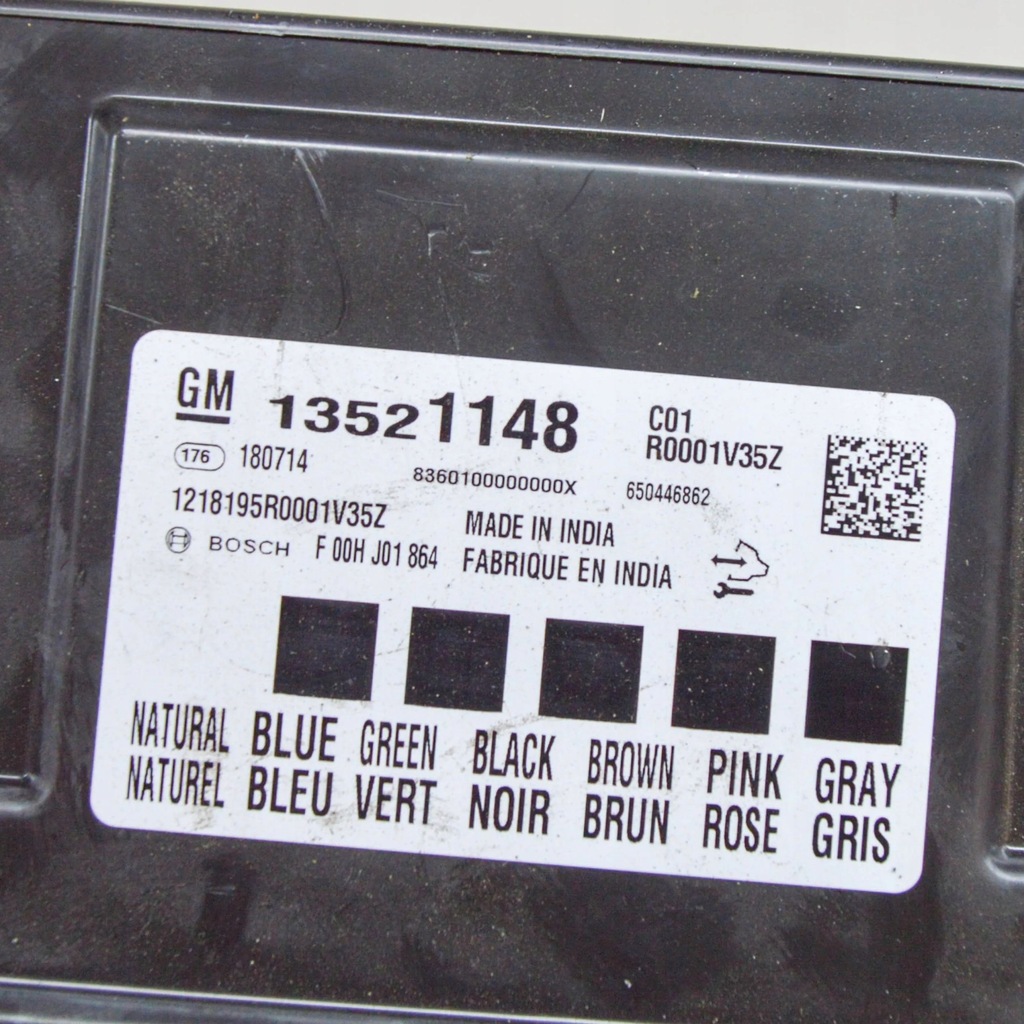 GM 13521148 C01
R0001V35Z
176 180714 8360100000000X 650446862
1218195R0001V35Z MADE IN INDIA
BOSCH F 00H J01 864 FABRIQUE EN INDIA
NATURAL BLUE GREEN BLACK BROWN PINK GRAY
NATUREL BLEU VERT NOIR BRUN ROSE GRIS